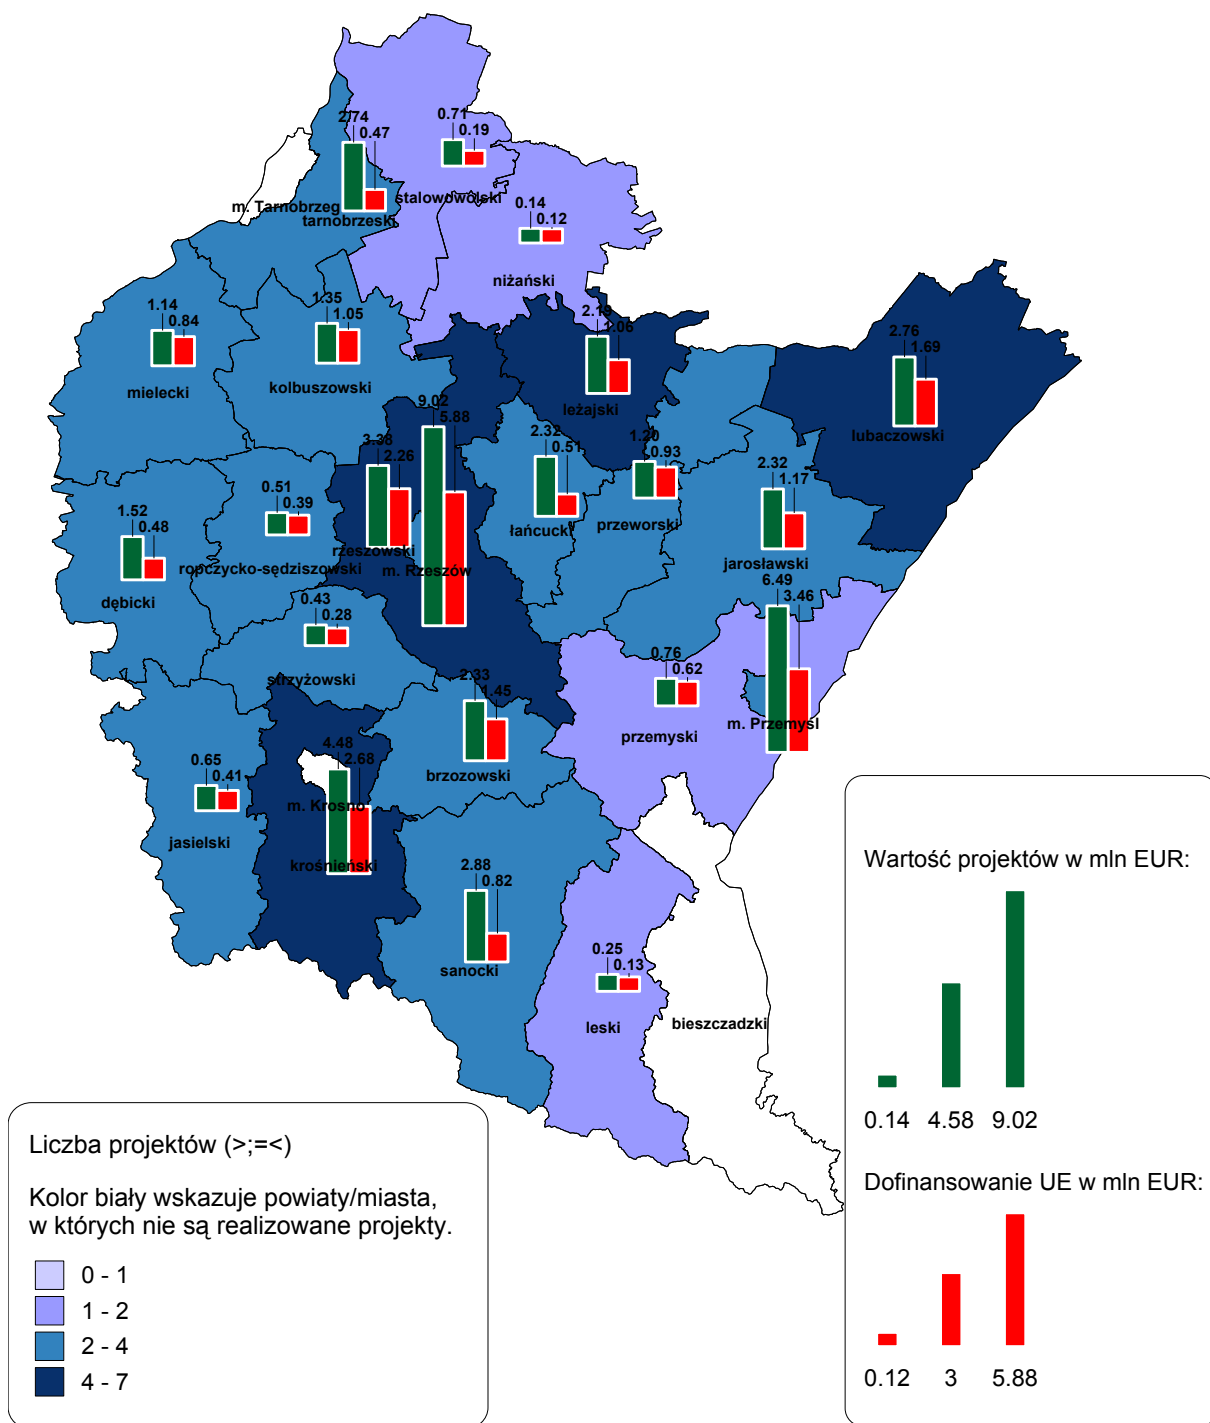 2.74
0.47
0.71
0.19
m. Tarnobrzeg
tarnobrzeski
stalowowolski
0.14
0.12
niżański
1.14
0.84
mielecki
1.35
1.05
kolbuszowski
2.19
1.06
leżajski
2.76
1.69
lubaczowski
9.02
5.88
3.38
2.26
rzeszowski
m. Rzeszów
2.32
0.51
łańcucki
1.20
0.93
przeworski
2.32
1.17
jarosławski
1.52
0.48
dębicki
0.51
0.39
ropczycko-sędziszowski
0.43
0.28
strzyżowski
6.49
3.46
m. Przemyśl
0.76
0.62
przemyski
2.33
1.45
brzozowski
0.65
0.41
jasielski
4.48
2.68
m. Krosno
krośnieński
2.88
0.82
sanocki
0.25
0.13
leski
bieszczadzki
Wartość projektów w mln EUR:
0.14 4.58 9.02
Dofinansowanie UE w mln EUR:
0.12 3 5.88
Liczba projektów (>;=<)
Kolor biały wskazuje powiaty/miasta,
w których nie są realizowane projekty.
0 - 1
1 - 2
2 - 4
4 - 7